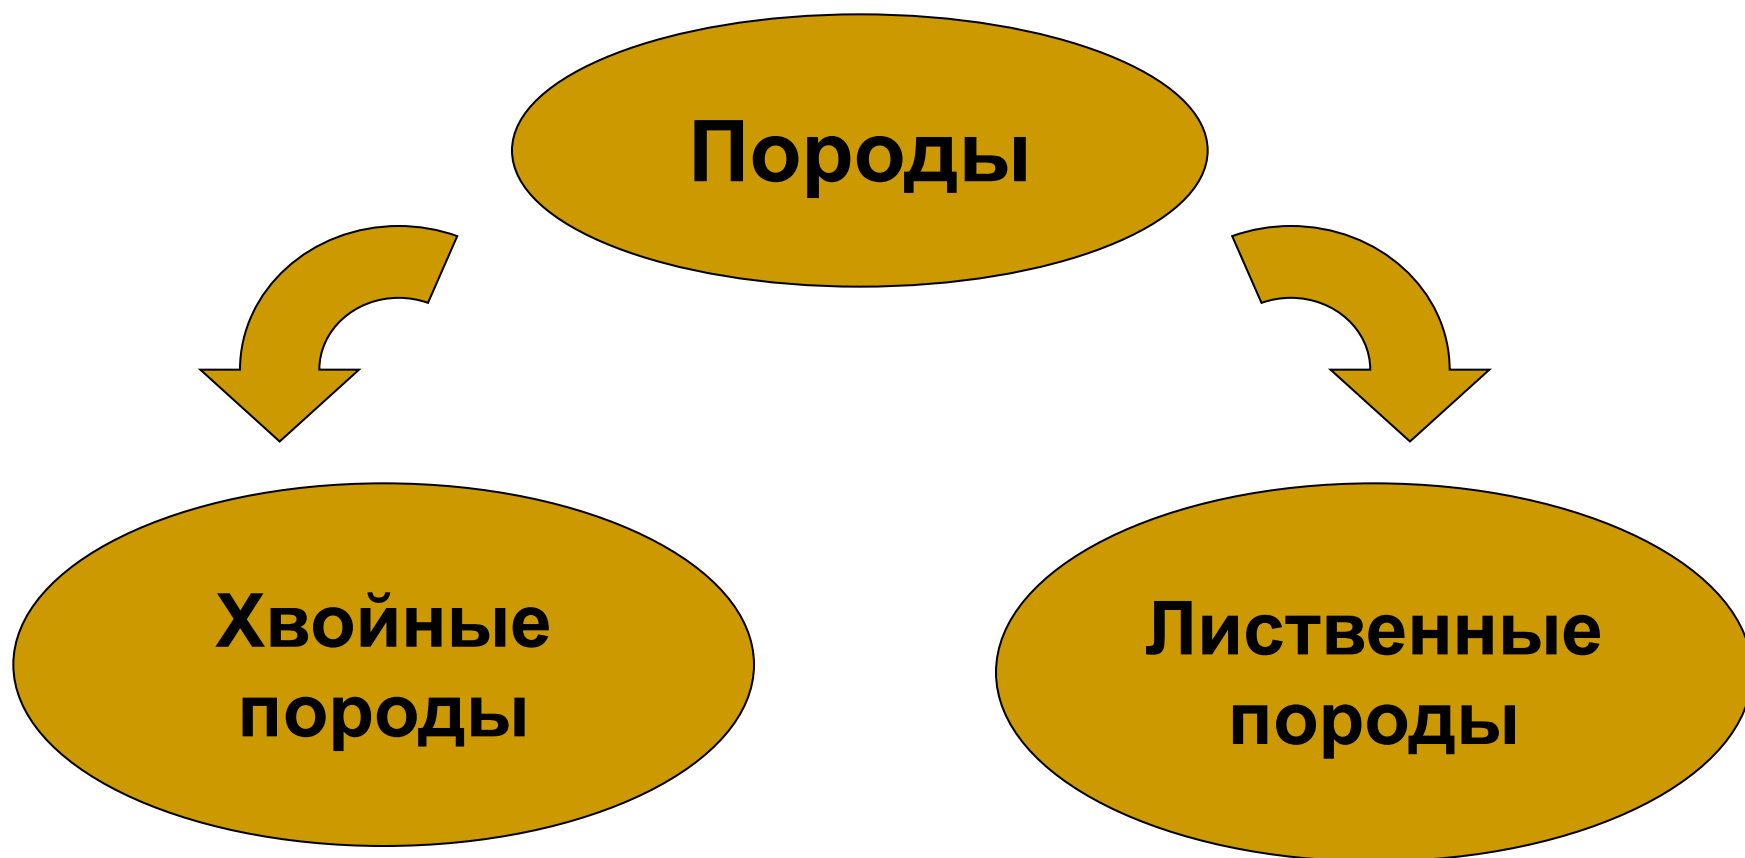 Породы
Хвойные
породы
Лиственные
породы